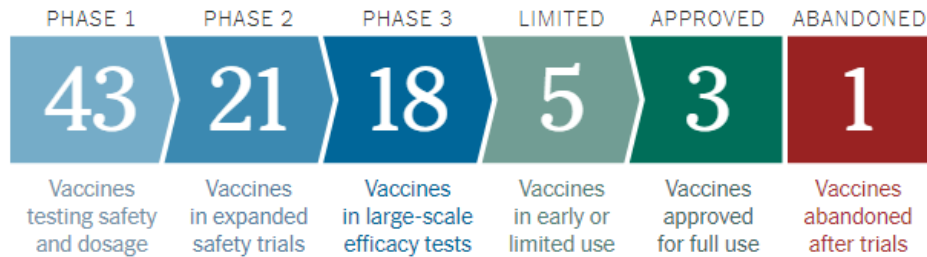 PHASE 1 PHASE 2 PHASE 3 LIMITED APPROVED ABANDONED
43 21 18 5 3 1
Vaccines Vaccines Vaccines Vaccines Vaccines Vaccines
testing safety in expanded in large-scale in early or approved abandoned
and dosage safety trials efficacy tests limited use for full use after trials